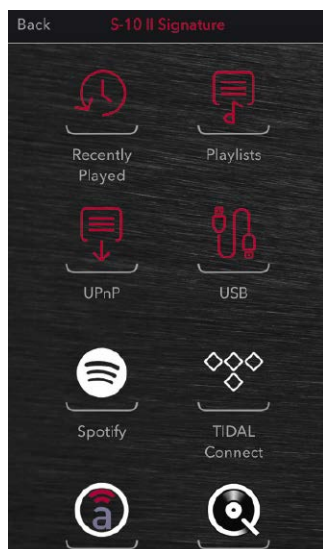 Back S-10 II Signature
Recently Playlists
Played
UPnP USB
Spotify TIDAL
Connect
a